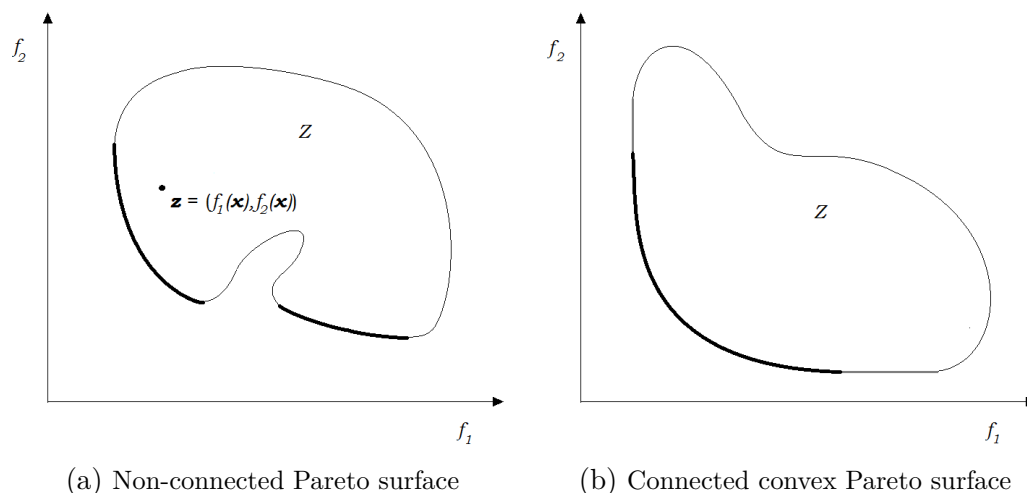 f2
Z
z = (f1(x),f2(x))
f1
(a) Non-connected Pareto surface
f2
Z
f1
(b) Connected convex Pareto surface